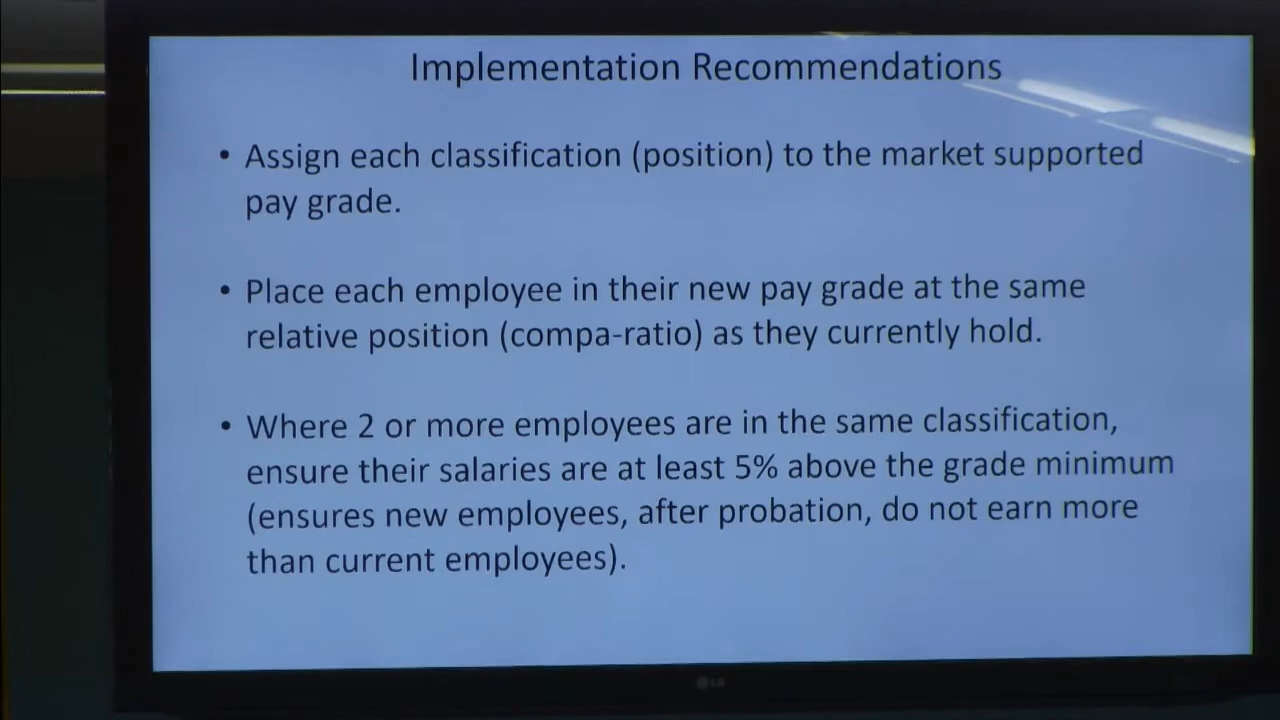 Implementation Recommendations
• Assign each classification (position) to the market supported
pay grade.
• Place each employee in their new pay grade at the same
relative position (compa-ratio) as they currently hold.
• Where 2 or more employees are in the same classification,
ensure their salaries are at least 5% above the grade minimum
(ensures new employees, after probation, do not earn more
than current employees).
LG